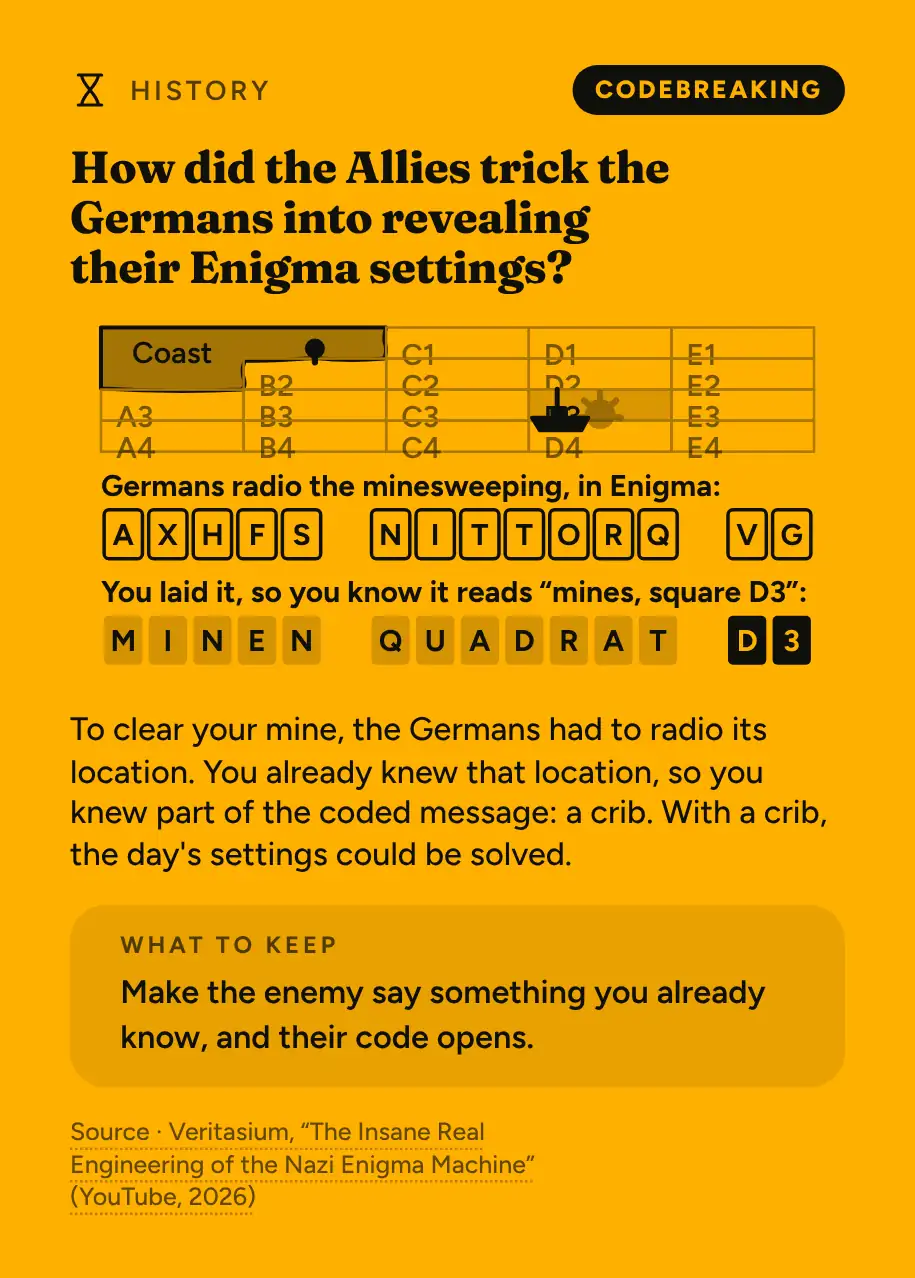 HISTORY
CODEBREAKING
How did the Allies trick the
Germans into revealing
their Enigma settings?
Coast C1 D1 E1
B2 C2 D2 E2
A3 B3 C3 E3
A4 B4 C4 D4 E4
Germans radio the minesweeping, in Enigma:
AXHFS NITTORQ VG
You laid it, so you know it reads “mines, square D3”:
MINEN QUADRAT D3
To clear your mine, the Germans had to radio its
location. You already knew that location, so you
knew part of the coded message: a crib. With a crib,
the day's settings could be solved.
WHAT TO KEEP
Make the enemy say something you already
know, and their code opens.
Source · Veritasium, “The Insane Real
Engineering of the Nazi Enigma Machine”
(YouTube, 2026)